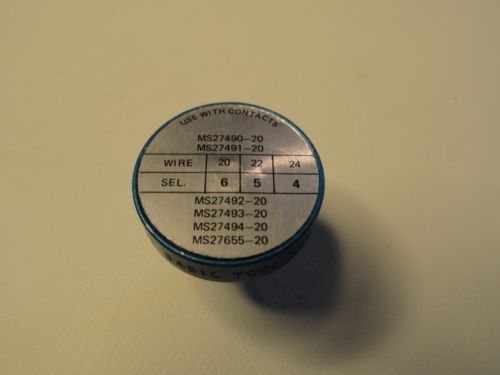 USE WITH CONTACTS
MS27490-20
MS27491-20
WIRE 20 22 24
SEL. 6 5 4
MS27492-20
MS27493-20
MS27494-20
MS27655-20
BASIC